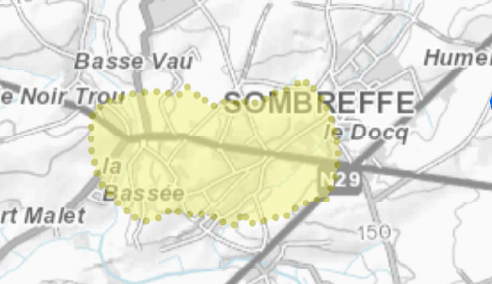 Basse Vau
Humer
e Noir Trou
SOMBREFFE
le Docq
la
Bassée
N29
rt Malet
150